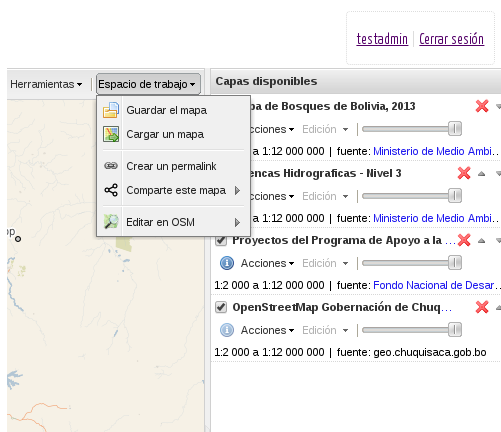 testadmin | Cerrar sesión
Herramientas
Espacio de trabajo
Capas disponibles
Guardar el mapa
Cargar un mapa
Crear un permalink
Comparte este mapa
Editar en OSM
de Bosques de Bolivia, 2013
Acciones Edición
a 1:12 000 000 | fuente: Ministerio de Medio Ambi...
Hidrograficas - Nivel 3
Acciones Edición
a 1:12 000 000 | fuente: Ministerio de Medio Ambi...
Proyectos del Programa de Apoyo a la ...
Acciones Edición
1:2 000 a 1:12 000 000 | fuente: Fondo Nacional de Desar...
OpenStreetMap Gobernación de Chuq...
Acciones Edición
1:2 000 a 1:12 000 000 | fuente: geo.chuquisaca.gob.bo